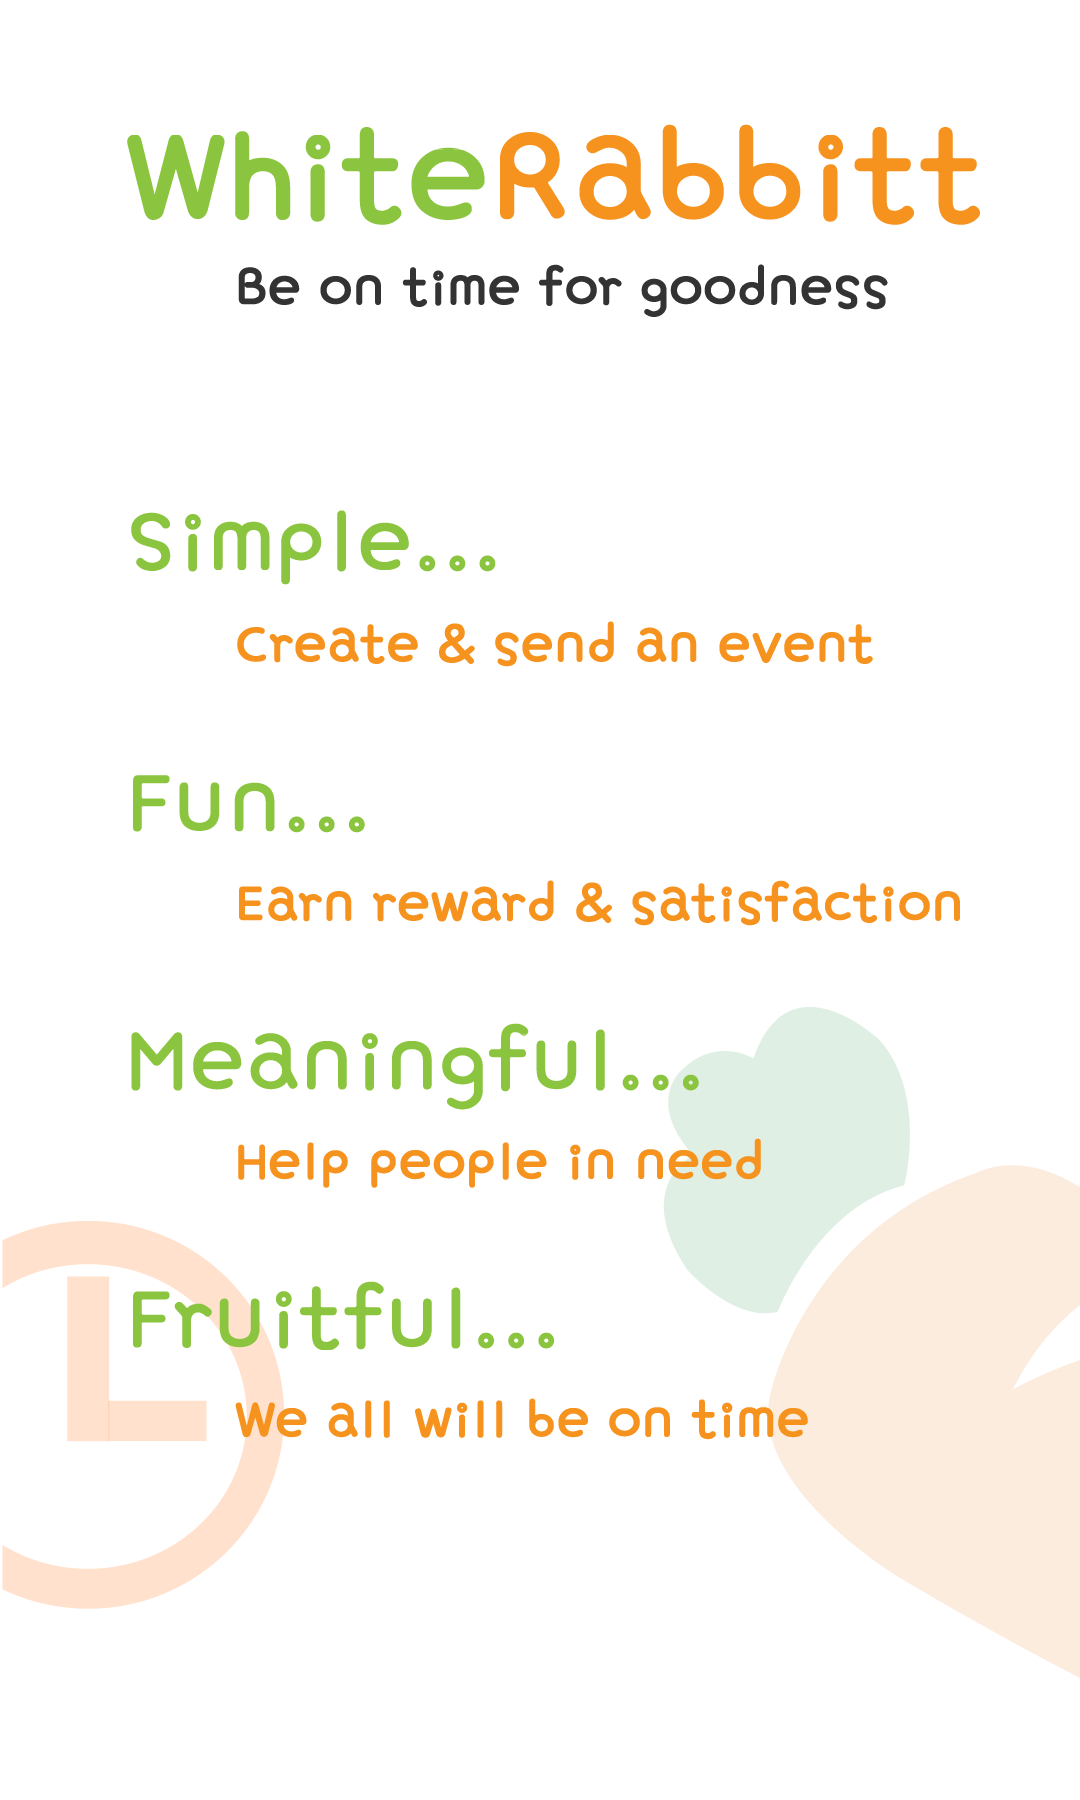 WhiteRabbitt
Be on time for goodness
Simple...
Create & send an event
Fun...
Earn reward & satisfaction
Meaningful...
Help people in need
Fruitful...
We all will be on time